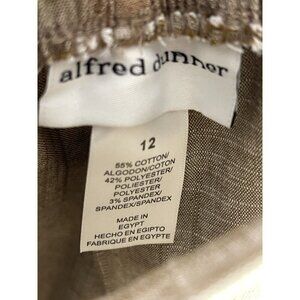 alfred dunner
12
55% COTTON/
ALGODON/COTON
42% POLYESTER/
POLIESTER/
POLYESTER
3% SPANDEX/
SPANDEX/SPANDEX
MADE IN
EGYPT
HECHO EN EGIPTO
FABRIQUE EN EGYPTE